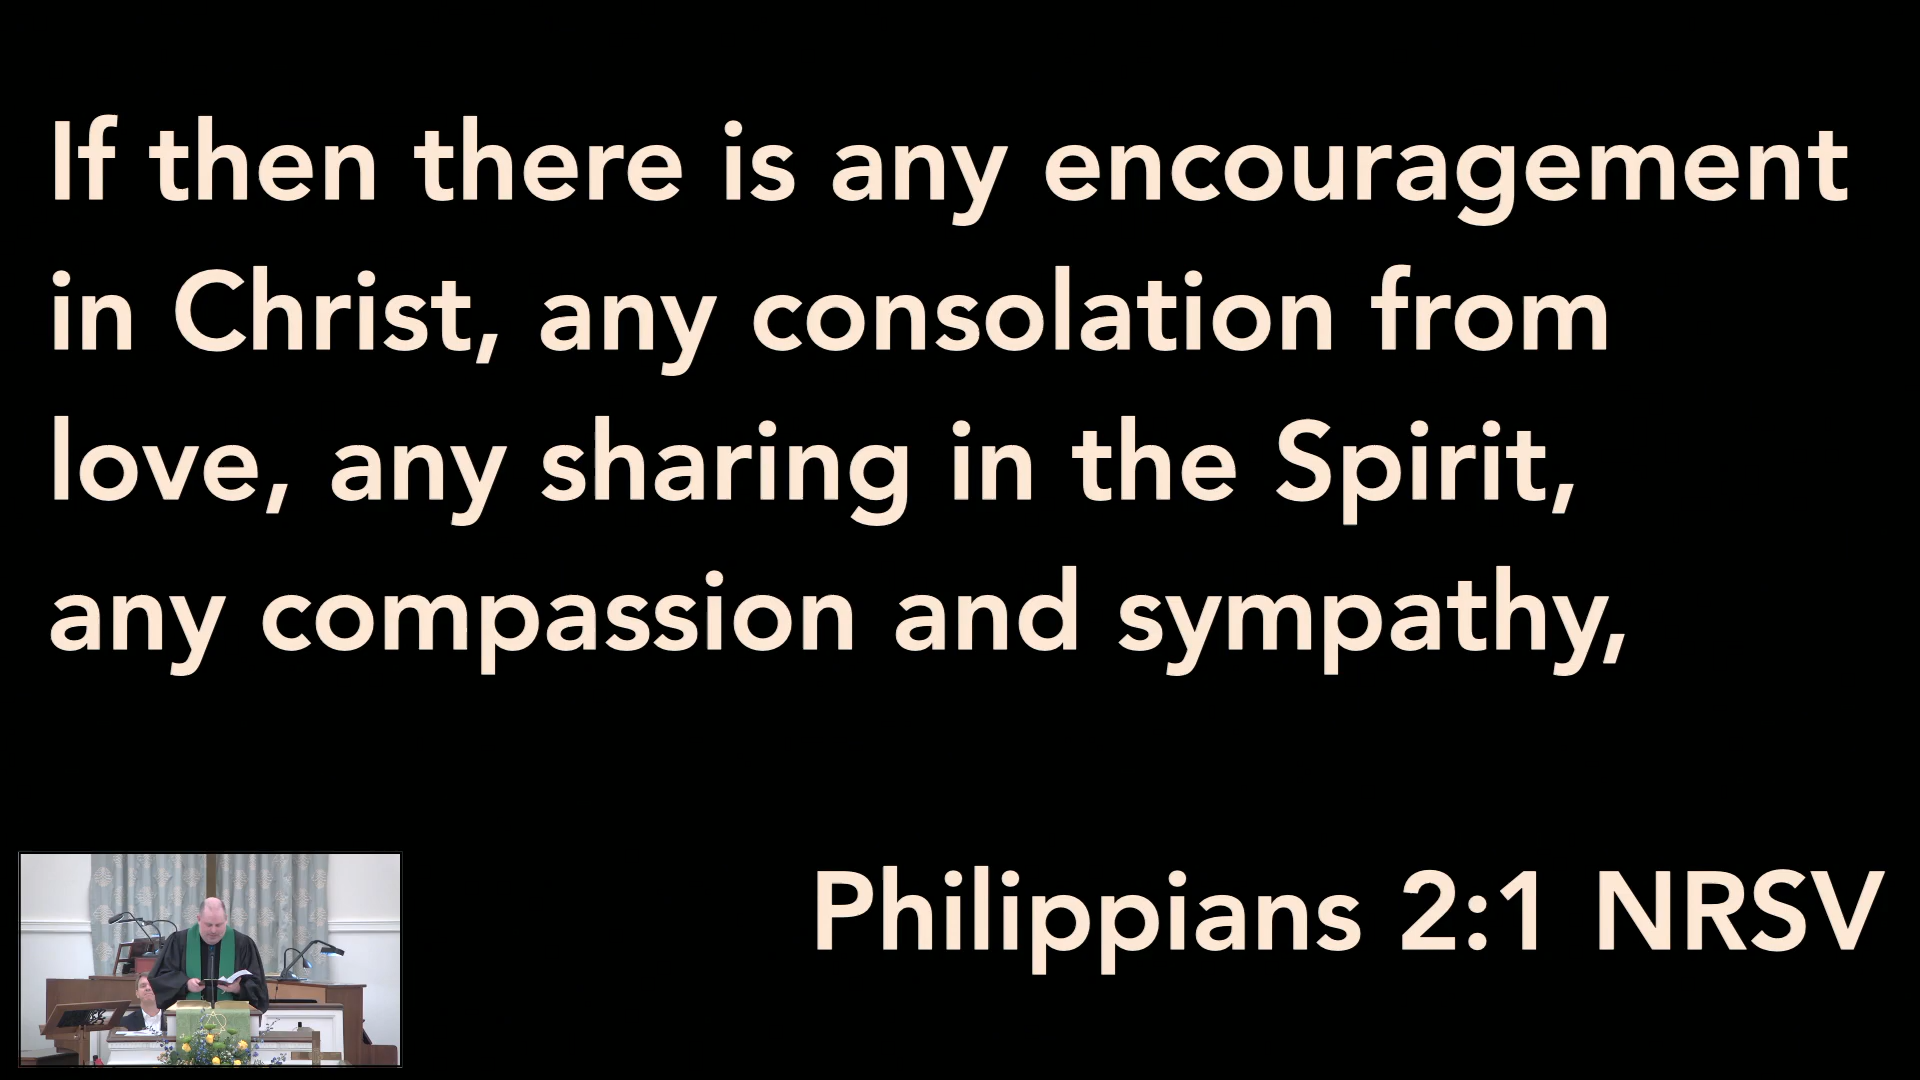 If then there is any encouragement
in Christ, any consolation from
love, any sharing in the Spirit,
any compassion and sympathy,
Philippians 2:1 NRSV